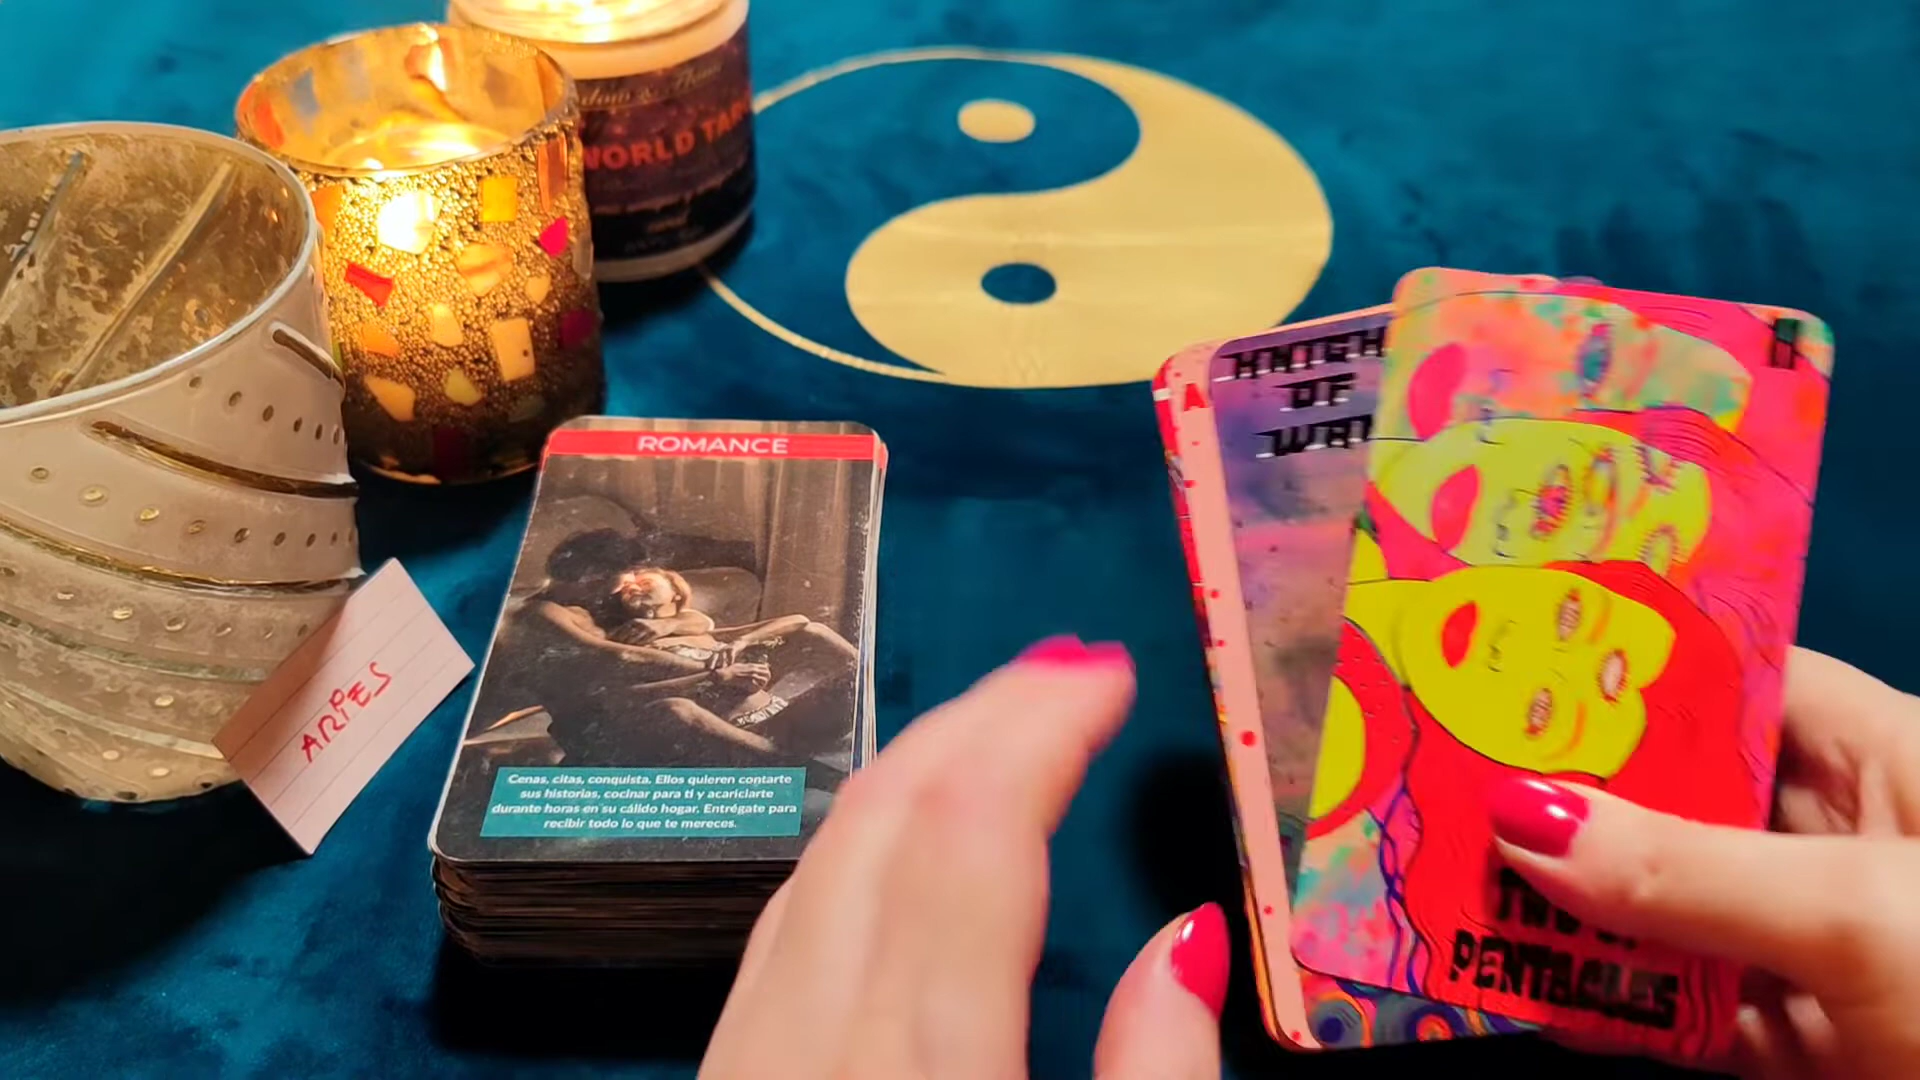 WORLD TAR
ROMANCE
Cenas, citas, conquista. Ellos quieren contarte
sus historias, cocinar para ti y acariciarte
durante horas en su cálido hogar. Entrégate para
recibir todo lo que te mereces.
ARIES
KNIGH
OF
WAN
A
PENTACLES